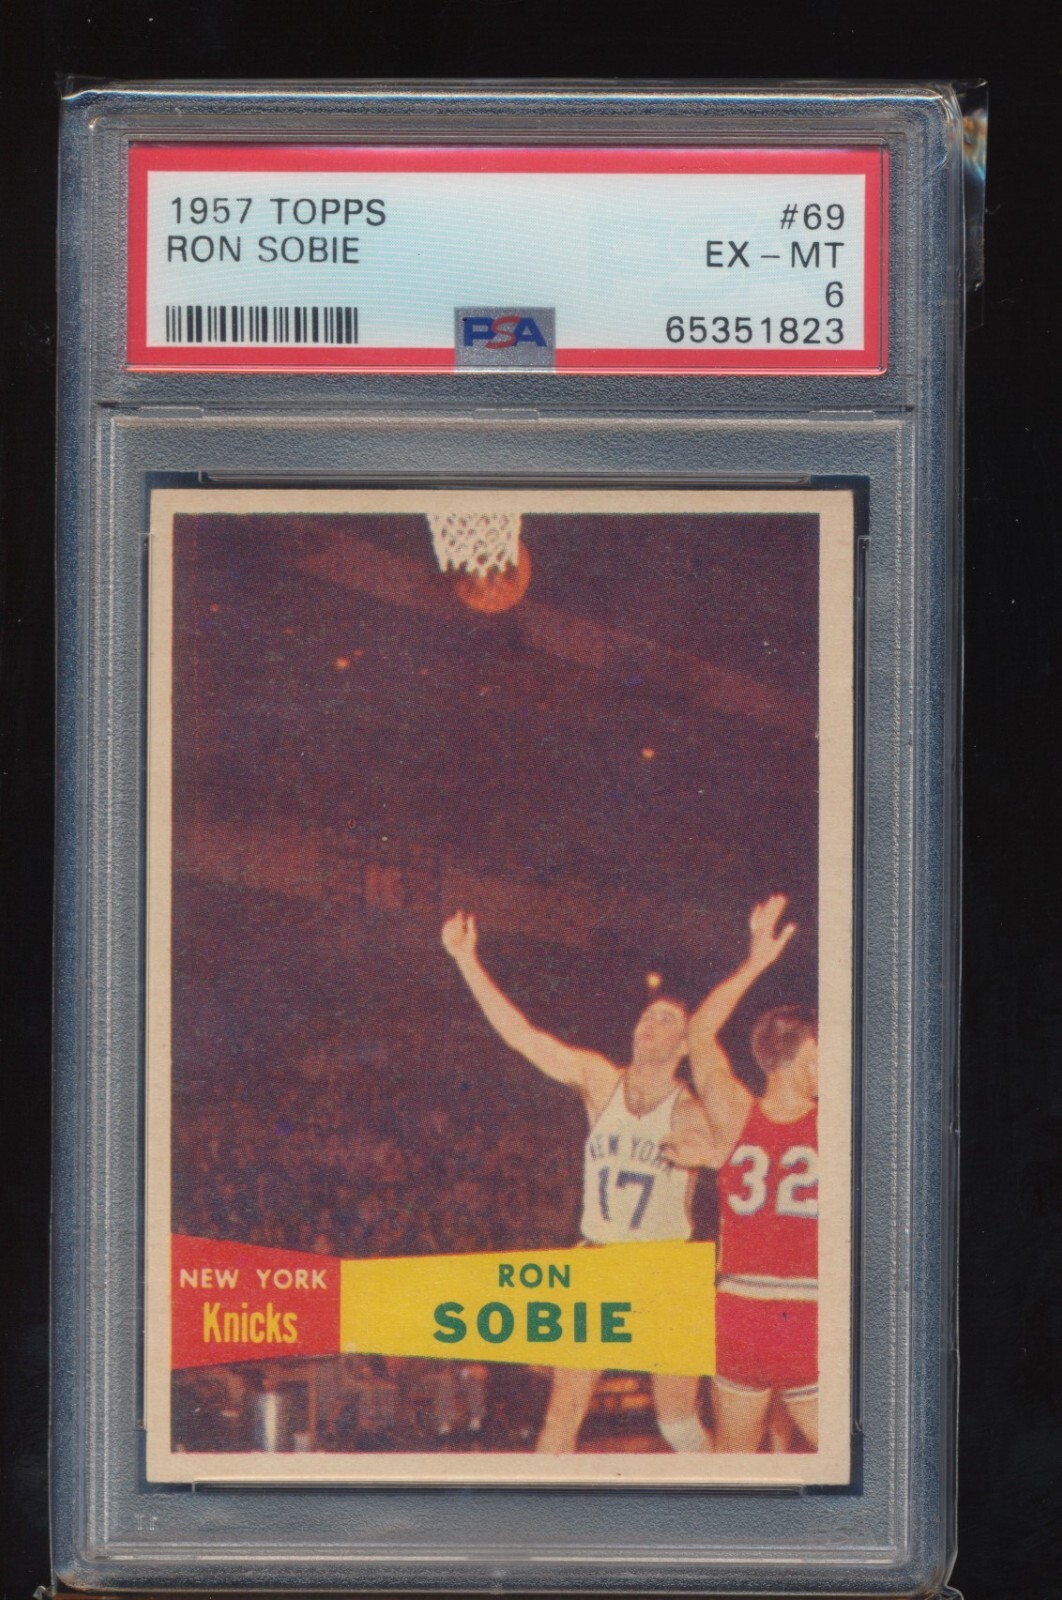 1957 TOPPS #69
RON SOBIE EX - MT
6
PSA 65351823
NEW YORK
17
32
NEW YORK
Knicks
RON
SOBIE